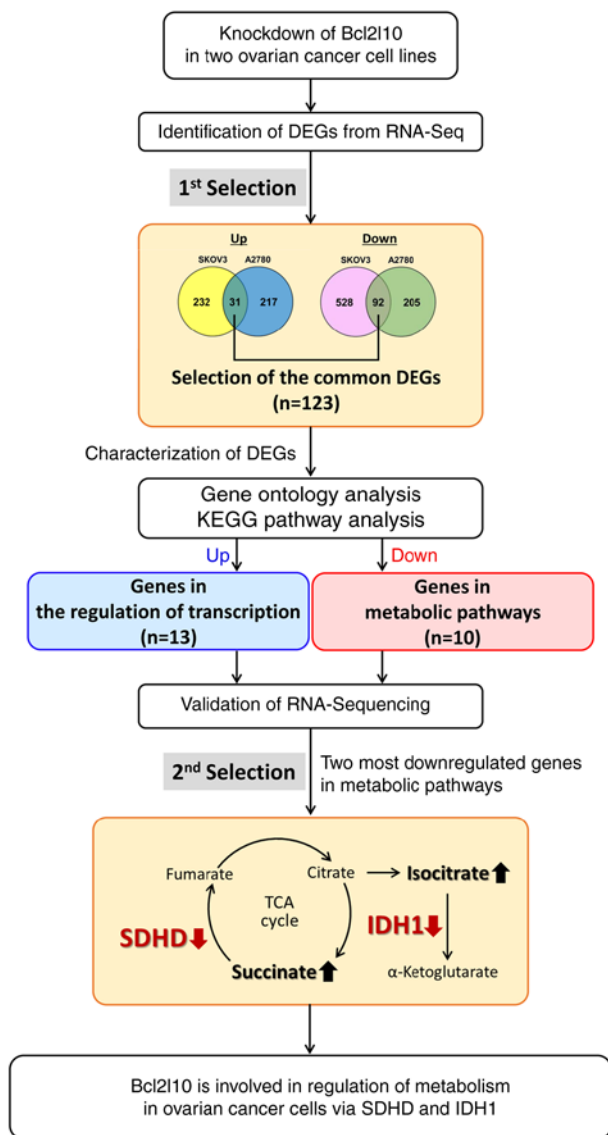 Knockdown of Bcl2l10
in two ovarian cancer cell lines
Identification of DEGs from RNA-Seq
1st Selection
Up
Down
SKOV3 A2780
SKOV3 A2780
232 31 217
528 92 205
Selection of the common DEGs
(n=123)
Characterization of DEGs
Gene ontology analysis
KEGG pathway analysis
Up
Down
Genes in
the regulation of transcription
(n=13)
Genes in
metabolic pathways
(n=10)
Validation of RNA-Sequencing
2nd Selection
Two most downregulated genes
in metabolic pathways
Fumarate
Citrate
Isocitrate
TCA
cycle
SDHD
IDH1
Succinate
α-Ketoglutarate
Bcl2l10 is involved in regulation of metabolism
in ovarian cancer cells via SDHD and IDH1